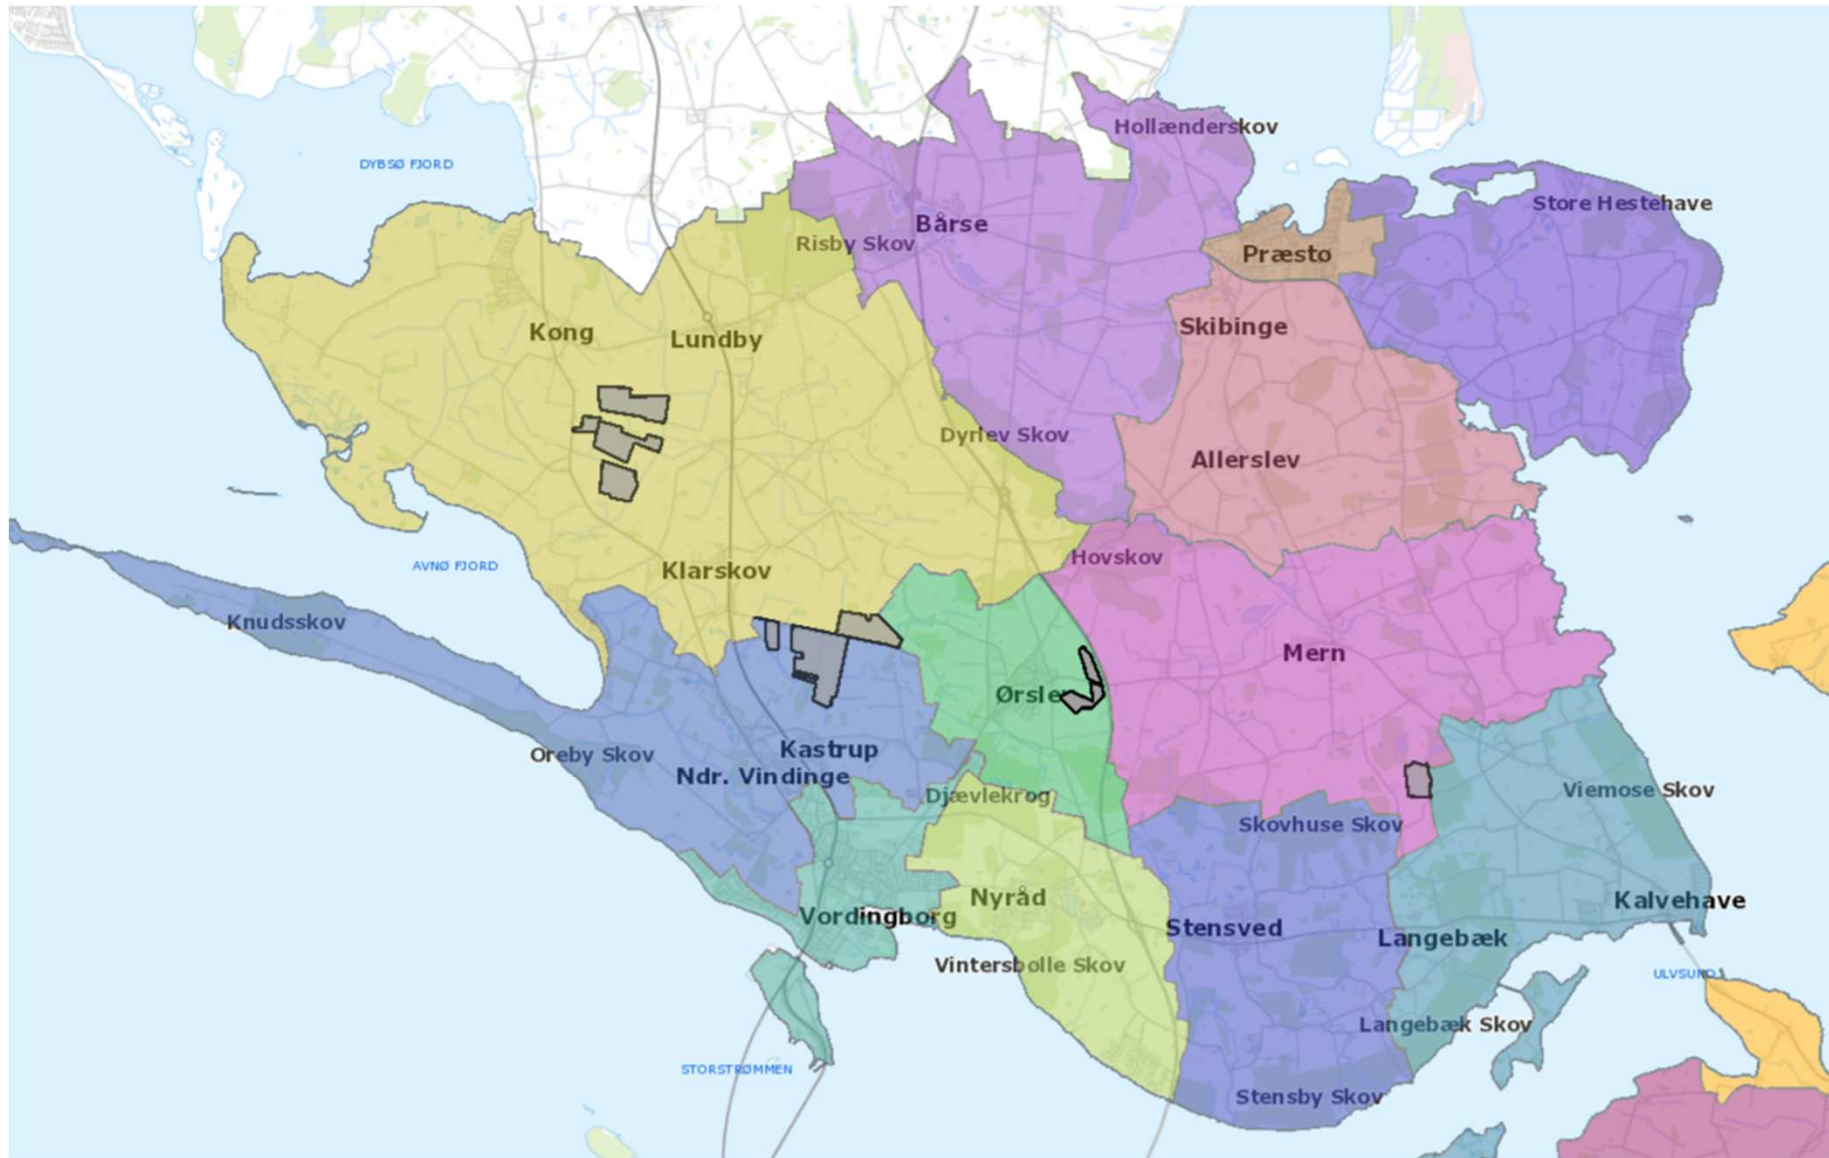 Hollænderskov
DYBSØ FJORD
Store Hestehave
Bårse
Risby Skov
Præstø
Køng
Lundby
Skibinge
Dyrlev Skov
Allerslev
Hovskov
AVNØ FJORD
Klarskov
Knudsskov
Mern
Ørslev
Kastrup
Oreby Skov
Ndr. Vindinge
Djævlekrog
Viemose Skov
Skovhuse Skov
Nyråd
Kalvehave
Vordingborg
Stensved
Langebæk
Vintersbølle Skov
ULVSUND
Langebæk Skov
STORSTRØMMEN
Stensby Skov